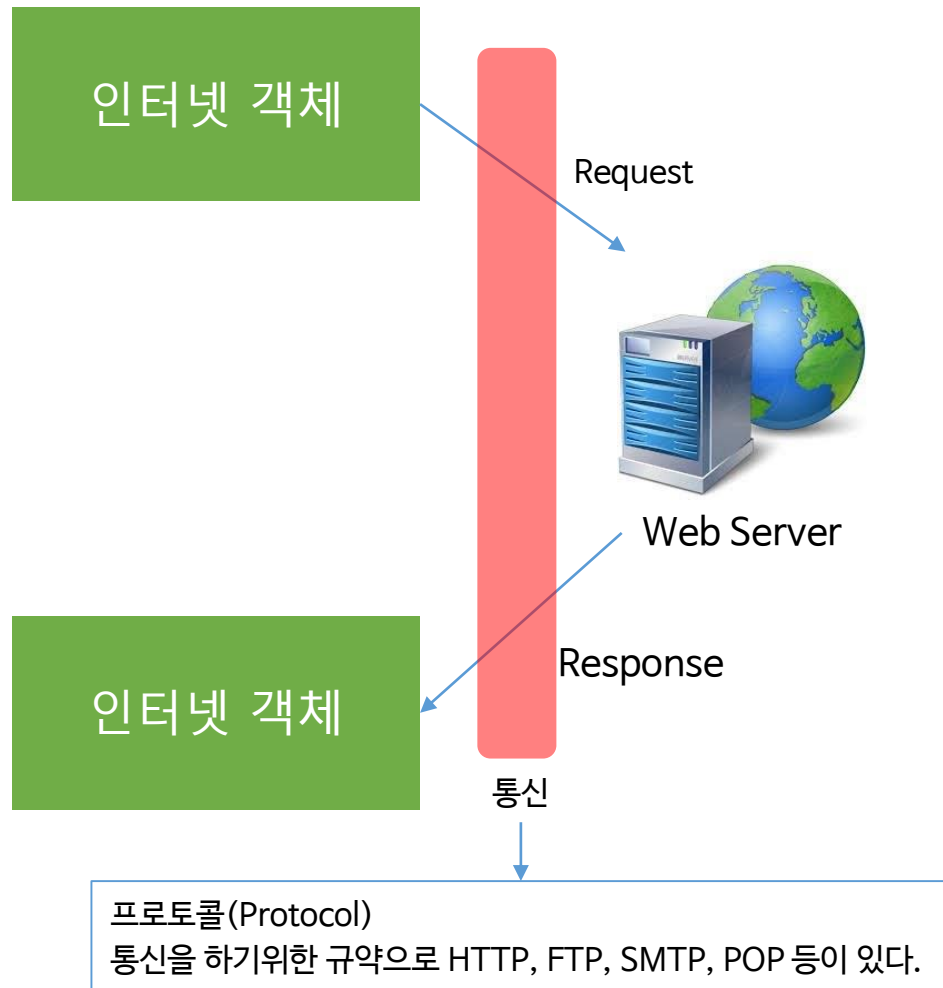 인터넷 객체
Request
Web Server
Response
인터넷 객체
통신
프로토콜(Protocol)
통신을 하기위한 규약으로 HTTP, FTP, SMTP, POP 등이 있다.